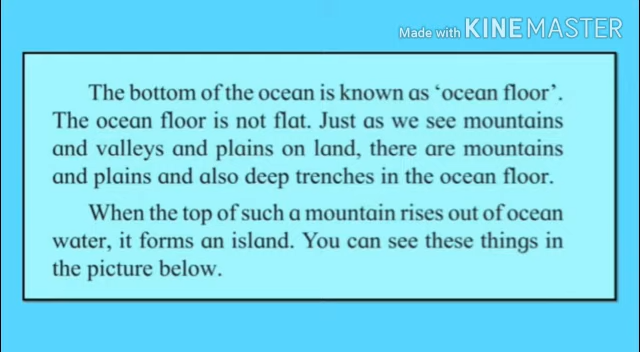 Made with KINEMASTER
The bottom of the ocean is known as ‘ocean floor’.
The ocean floor is not flat. Just as we see mountains
and valleys and plains on land, there are mountains
and plains and also deep trenches in the ocean floor.
When the top of such a mountain rises out of ocean
water, it forms an island. You can see these things in
the picture below.